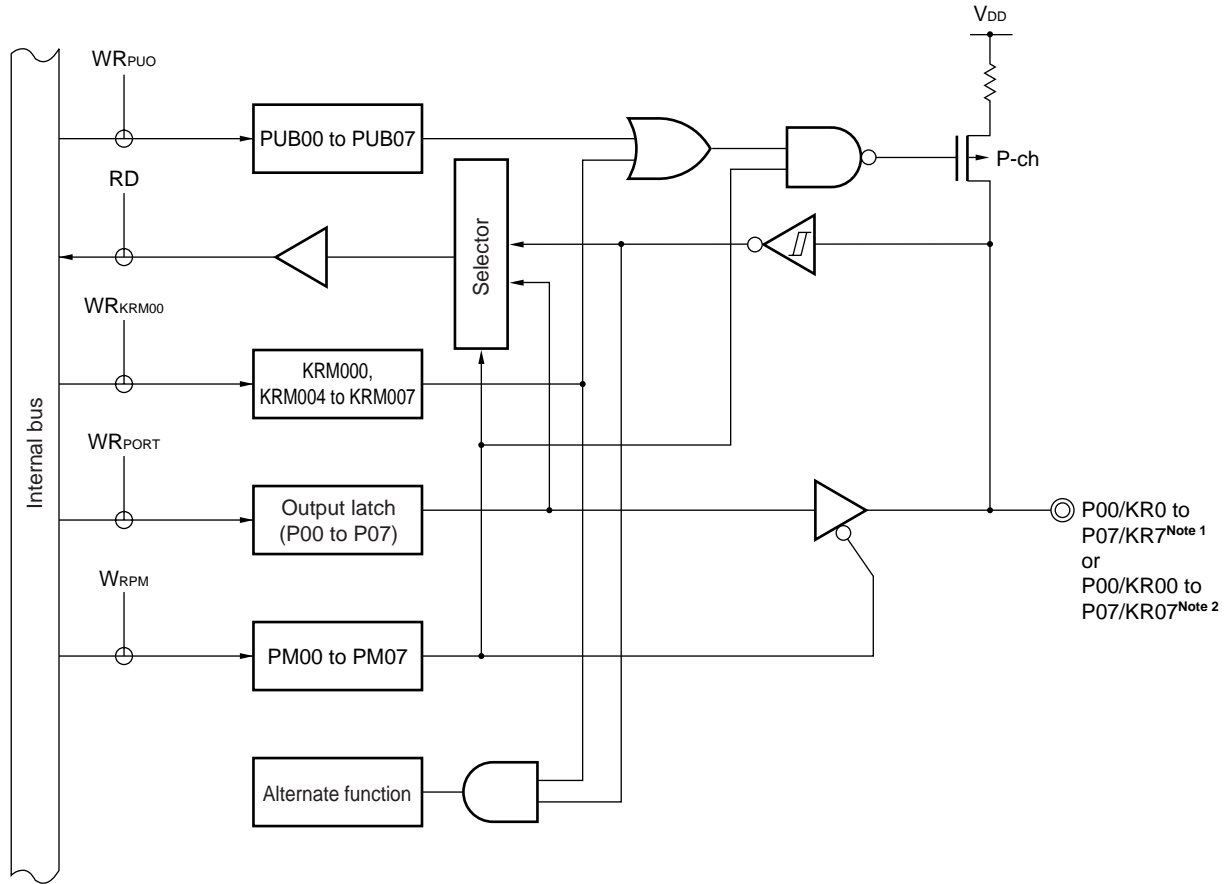 VDD
WRPUO
PUB00 to PUB07
P-ch
RD
Selector
WRKRM00
KRM000,
KRM004 to KRM007
Internal bus
WRPORT
Output latch
(P00 to P07)
P00/KR0 to
P07/KR7Note 1
or
P00/KR00 to
P07/KR07Note 2
WRPM
PM00 to PM07
Alternate function